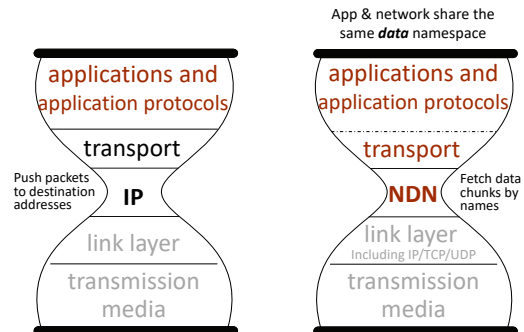 App & network share the
same data namespace
applications and
application protocols
transport
Push packets
to destination
addresses
IP
link layer
transmission
media
applications and
application protocols
transport
NDN
Fetch data
chunks by
names
link layer
Including IP/TCP/UDP
transmission
media